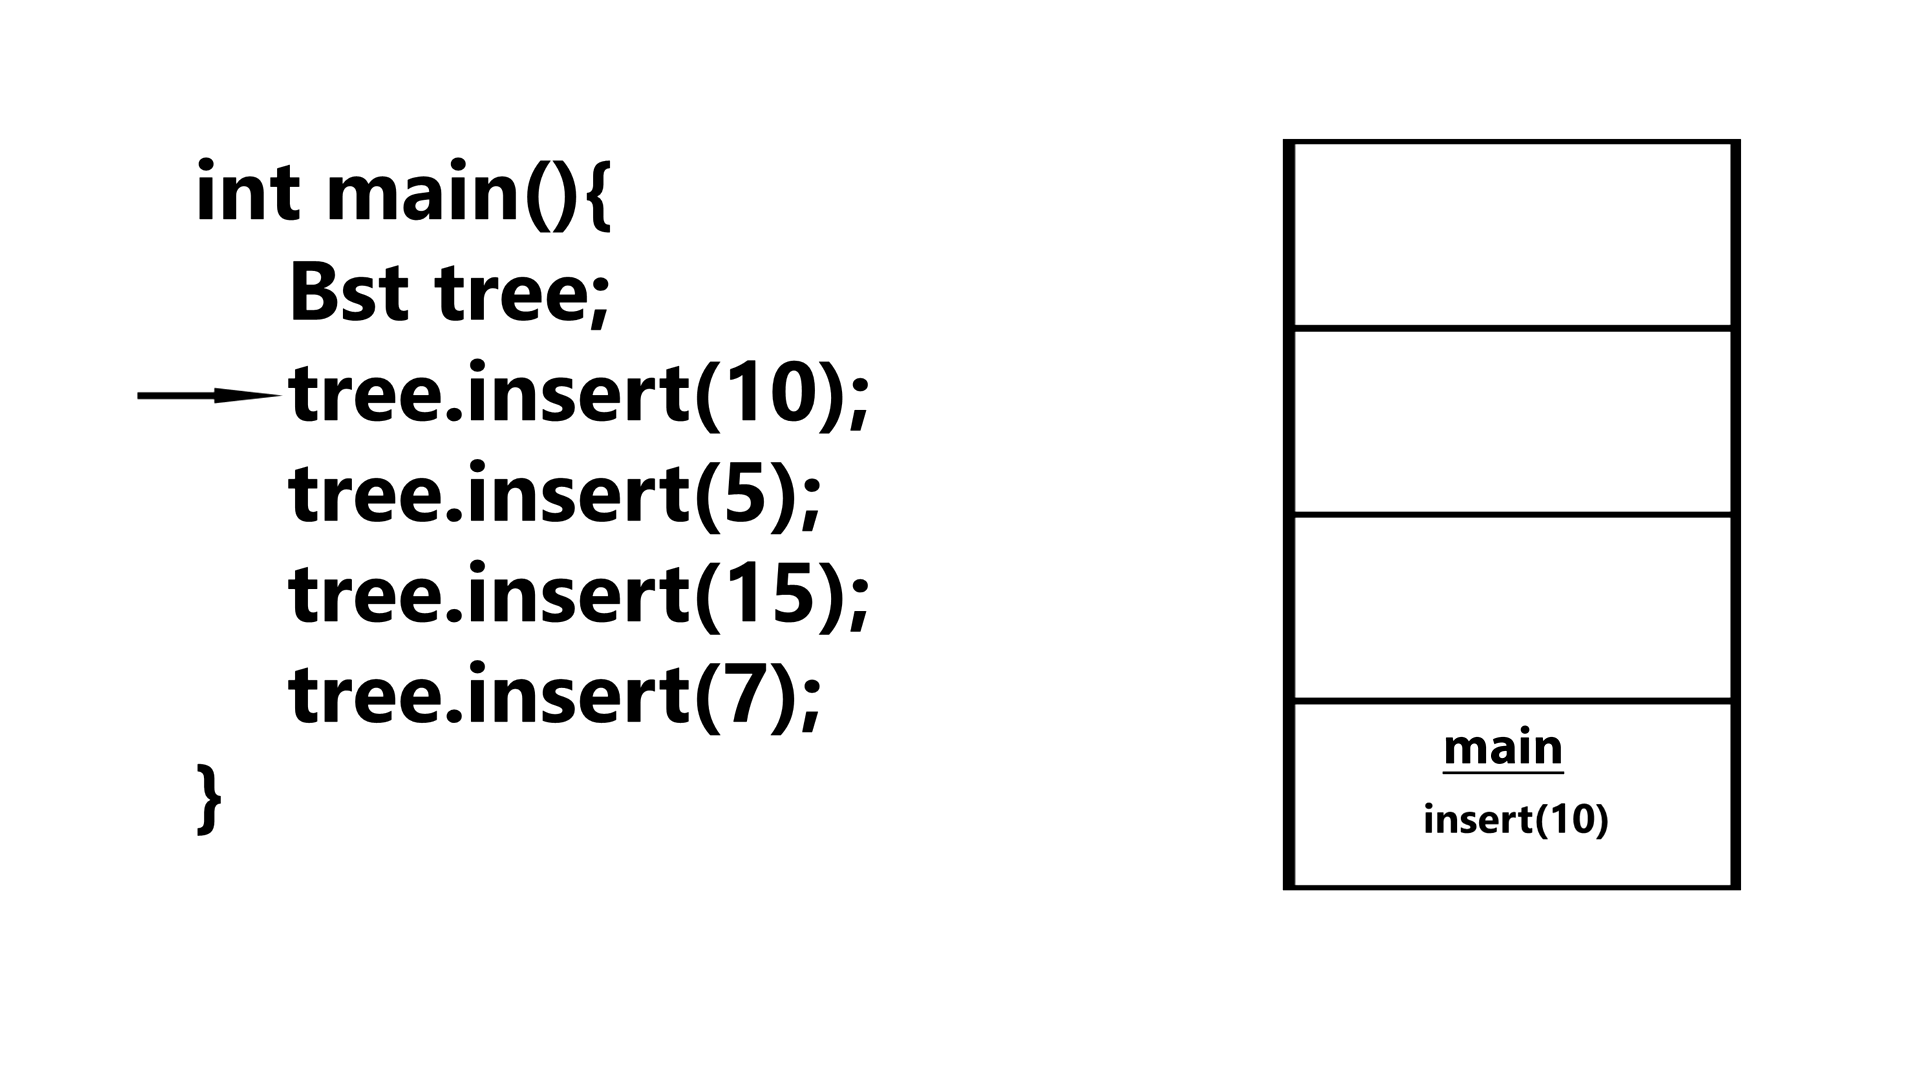 int main(){
Bst tree;
tree.insert(10);
tree.insert(5);
tree.insert(15);
tree.insert(7);
}
main
insert(10)